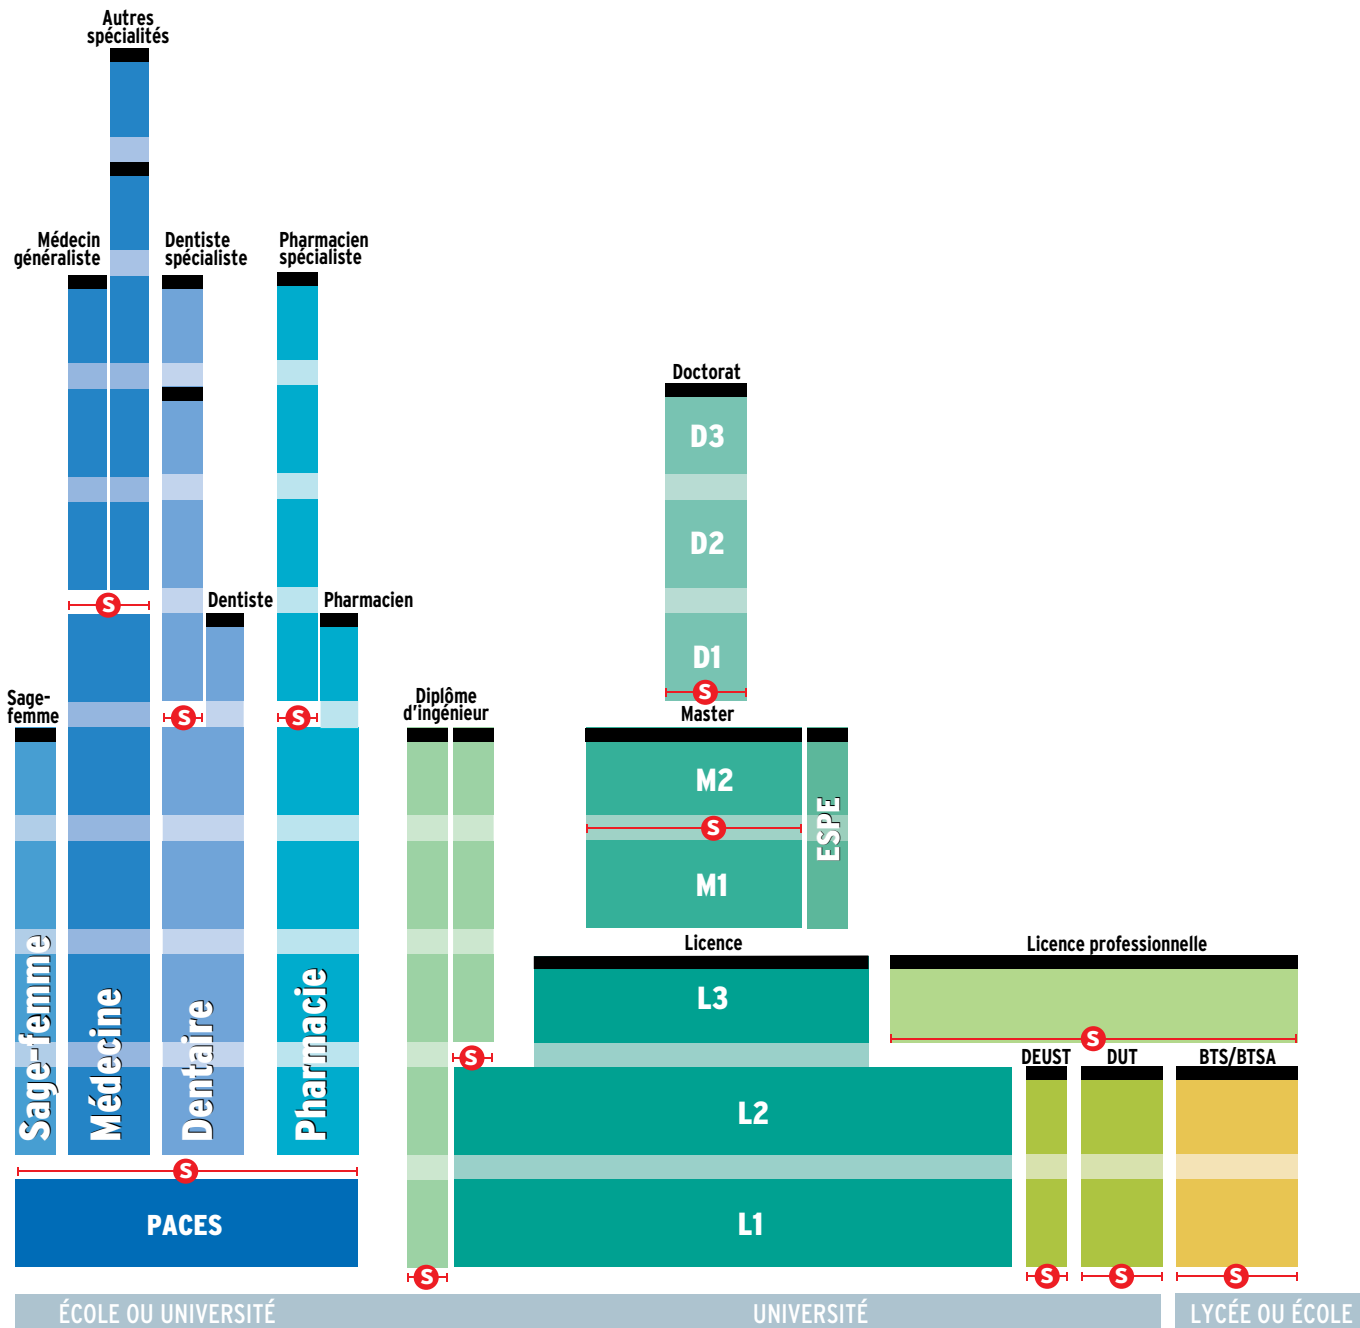 Autres
spécialités
Médecin
généraliste
Dentiste
spécialiste
Pharmacien
spécialiste
Doctorat
D3
D2
Dentiste
Pharmacien
S
D1
S
Sage-
femme
S
S
Diplôme
d'ingénieur
Master
M2
S
ESPE
M1
Licence
Licence professionnelle
L3
Sage-femme
Médecine
Dentaire
Pharmacie
S
S
DEUST
DUT
BTS/BTSA
L2
S
PACES
L1
S
S
S
S
ÉCOLE OU UNIVERSITÉ
UNIVERSITÉ
LYCÉE OU ÉCOLE